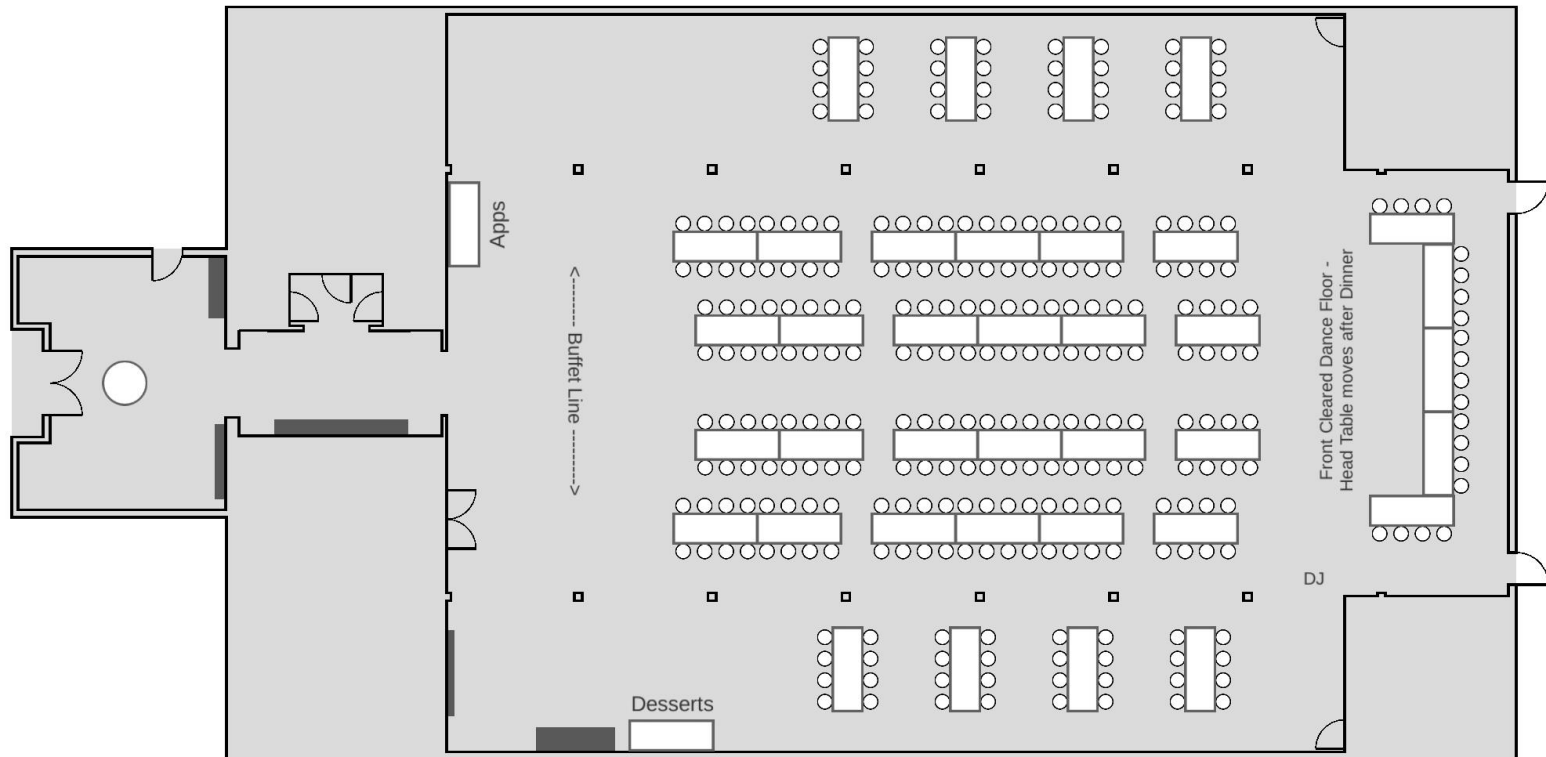 Apps
<------- Buffet Line ------->
Front Cleared Dance Floor -
Head Table moves after Dinner
DJ
Desserts